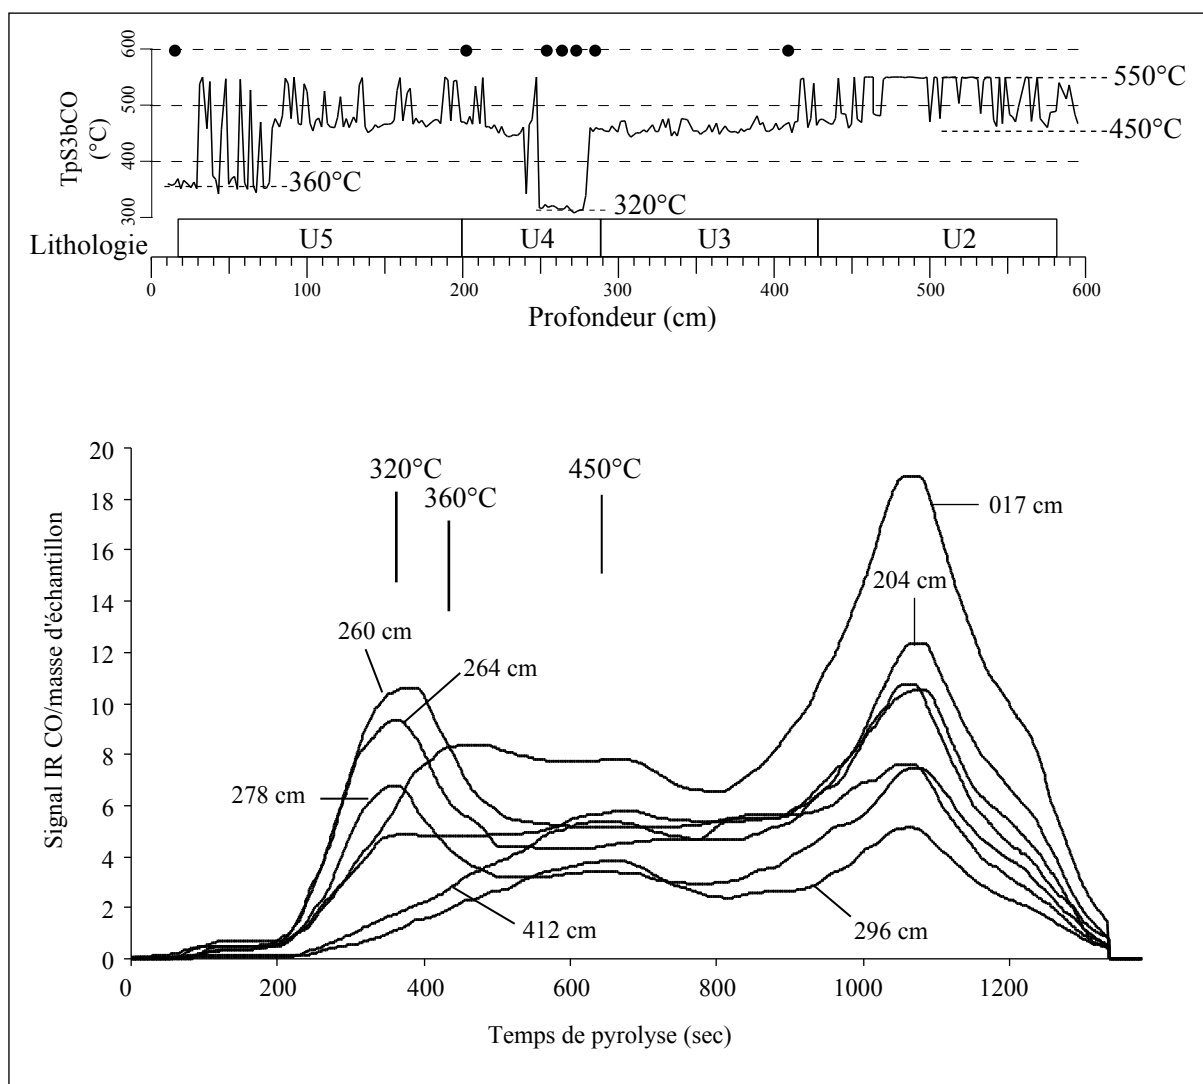 600
500
400
300
TpS3bCO
(°C)
550°C
450°C
360°C
320°C
Lithologie
U5 U4 U3 U2
0 100 200 300 400 500 600
Profondeur (cm)
20
18
16
14
12
10
8
6
4
2
0
Signal IR CO/masse d'échantillon
320°C
360°C
450°C
017 cm
204 cm
260 cm
264 cm
278 cm
412 cm
296 cm
0 200 400 600 800 1000 1200
Temps de pyrolyse (sec)